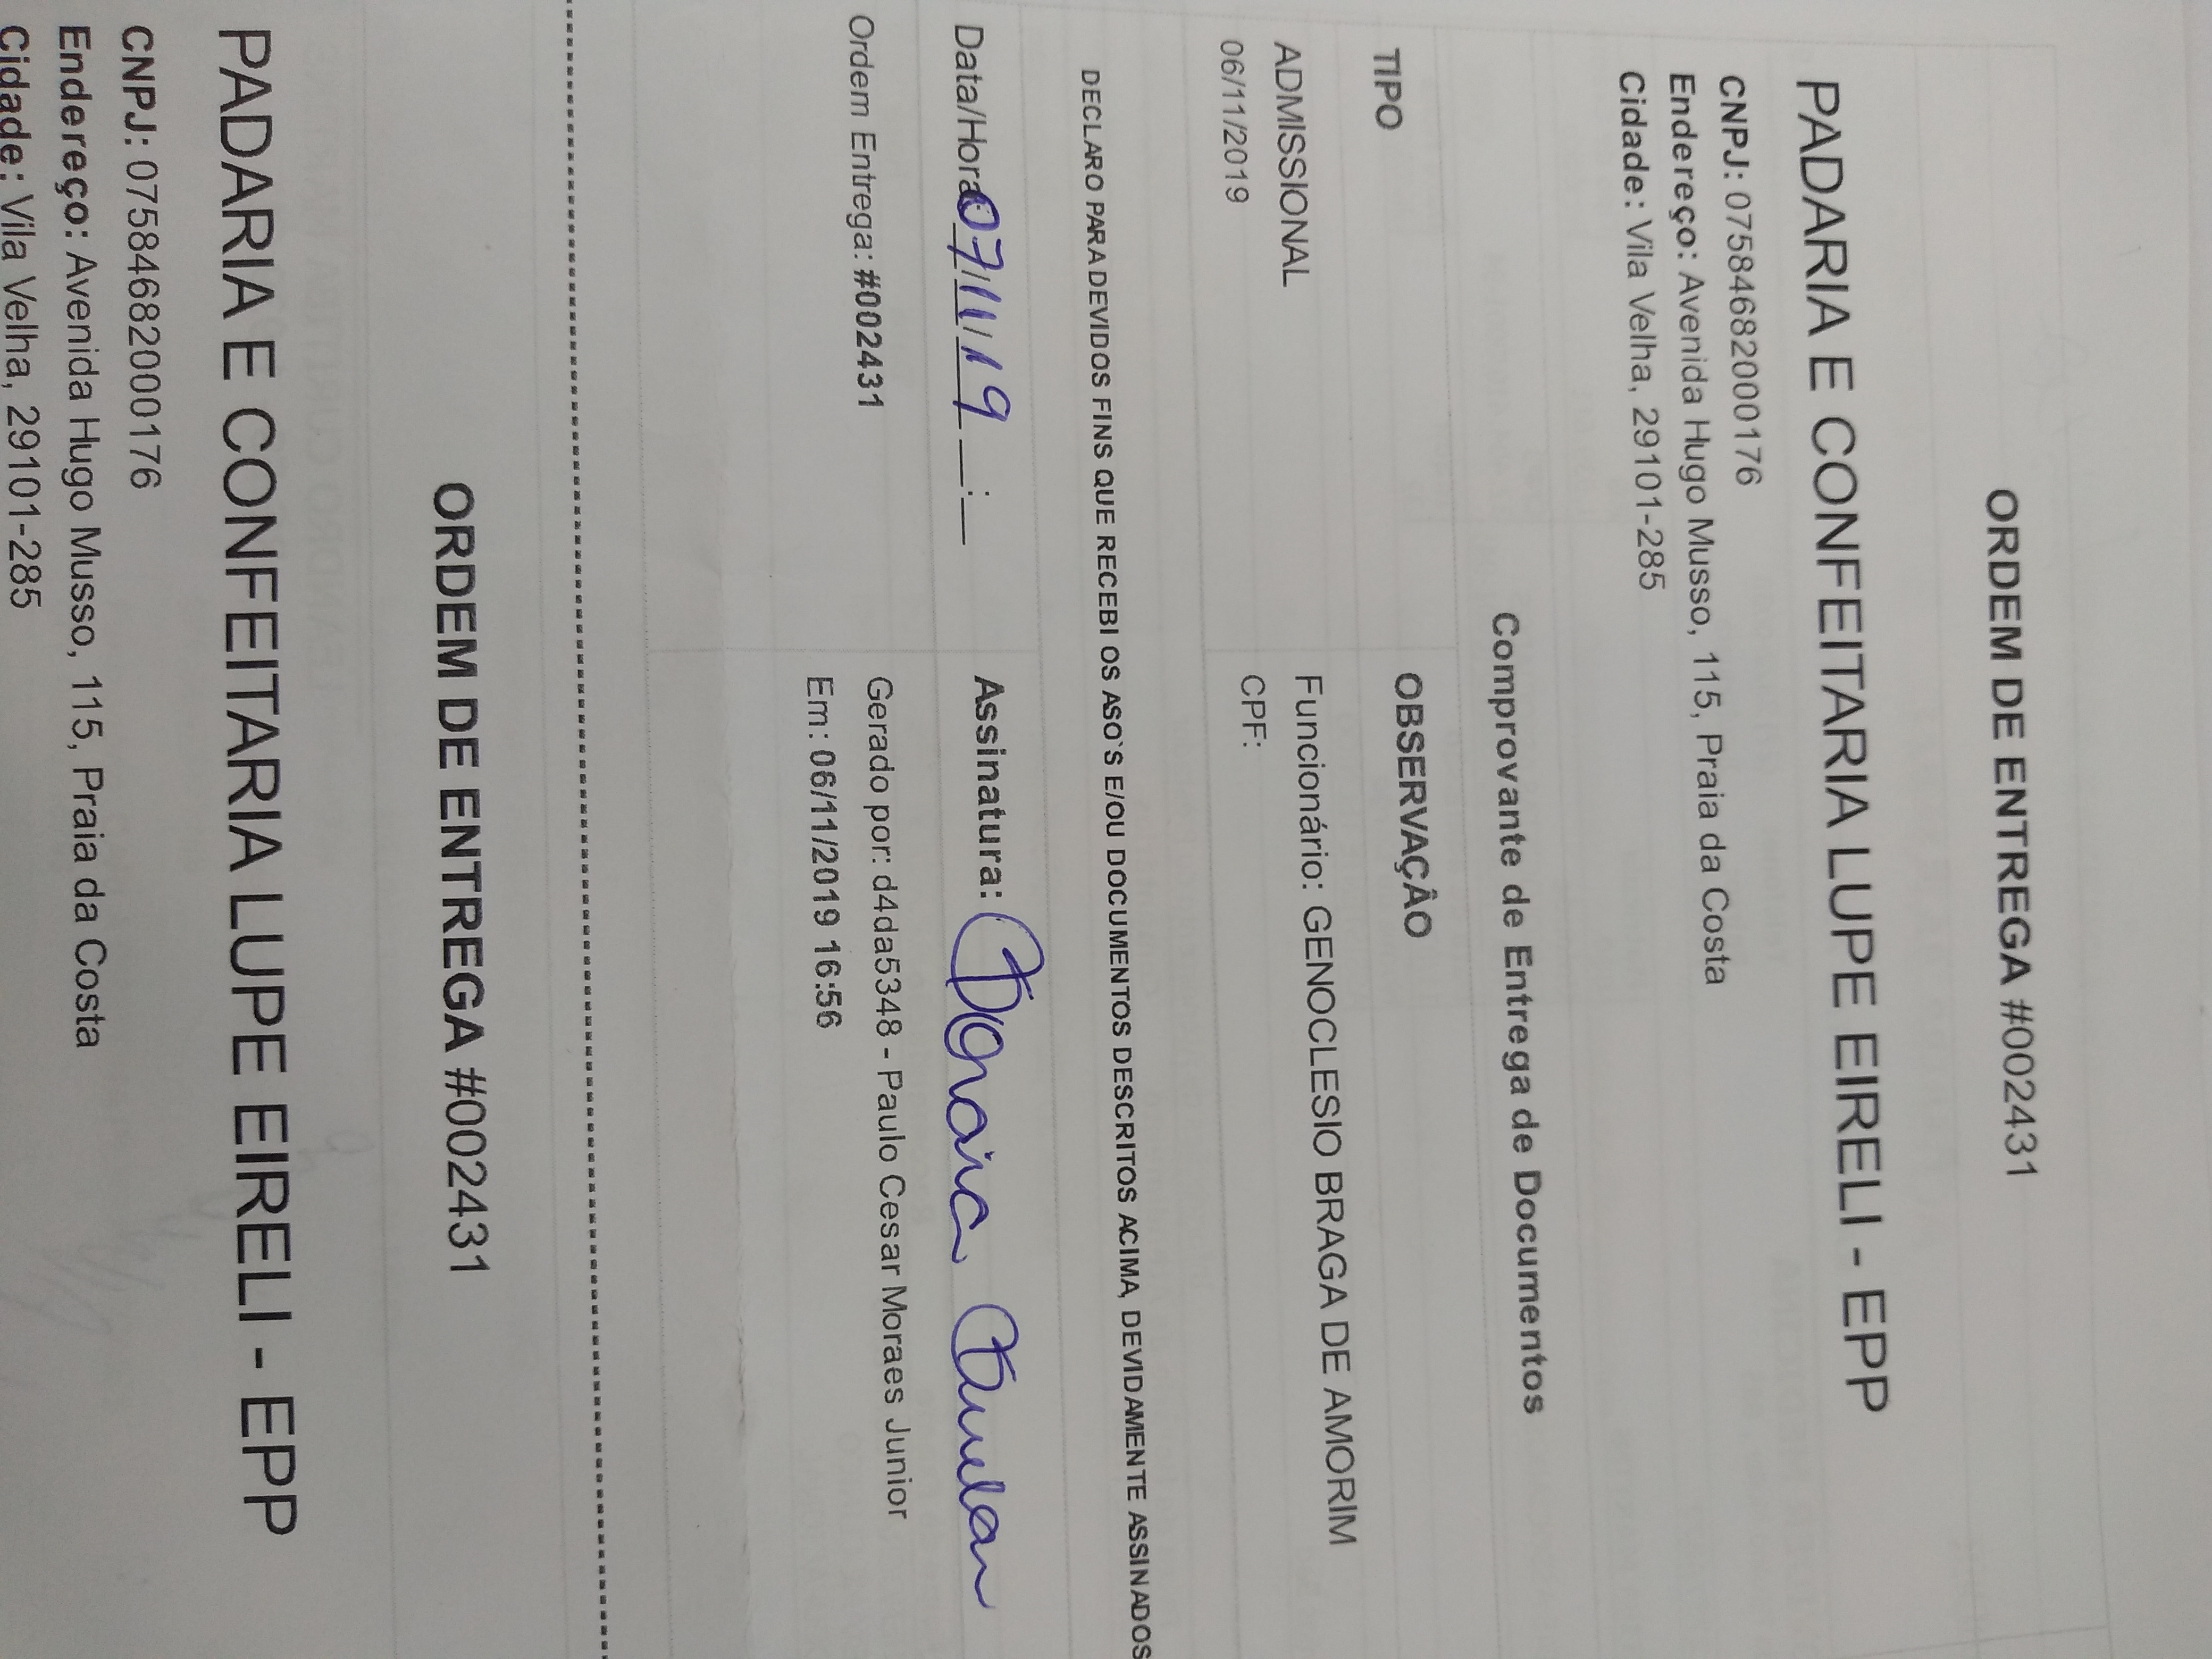 ORDEM DE ENTREGA #002431
PADARIA E CONFEITARIA LUPE EIRELI - EPP
CNPJ: 07584682000176
Endereço: Avenida Hugo Musso, 115, Praia da Costa
Cidade: Vila Velha, 29101-285
Comprovante de Entrega de Documentos
TIPO OBSERVAÇÃO
ADMISSIONAL Funcionário: GENOCLESIO BRAGA DE AMORIM
06/11/2019 CPF:
DECLARO PARA DEVIDOS FINS QUE RECEBI OS ASO`S E/OU DOCUMENTOS DESCRITOS ACIMA, DEVIDAMENTE ASSINADOS
Data/Hora: 07/11/19 __:__ Assinatura:
Ordem Entrega: #002431 Gerado por: d4da5348 - Paulo Cesar Moraes Junior
Em: 06/11/2019 16:56
ORDEM DE ENTREGA #002431
PADARIA E CONFEITARIA LUPE EIRELI - EPP
CNPJ: 07584682000176
Endereço: Avenida Hugo Musso, 115, Praia da Costa
Cidade: Vila Velha, 29101-285